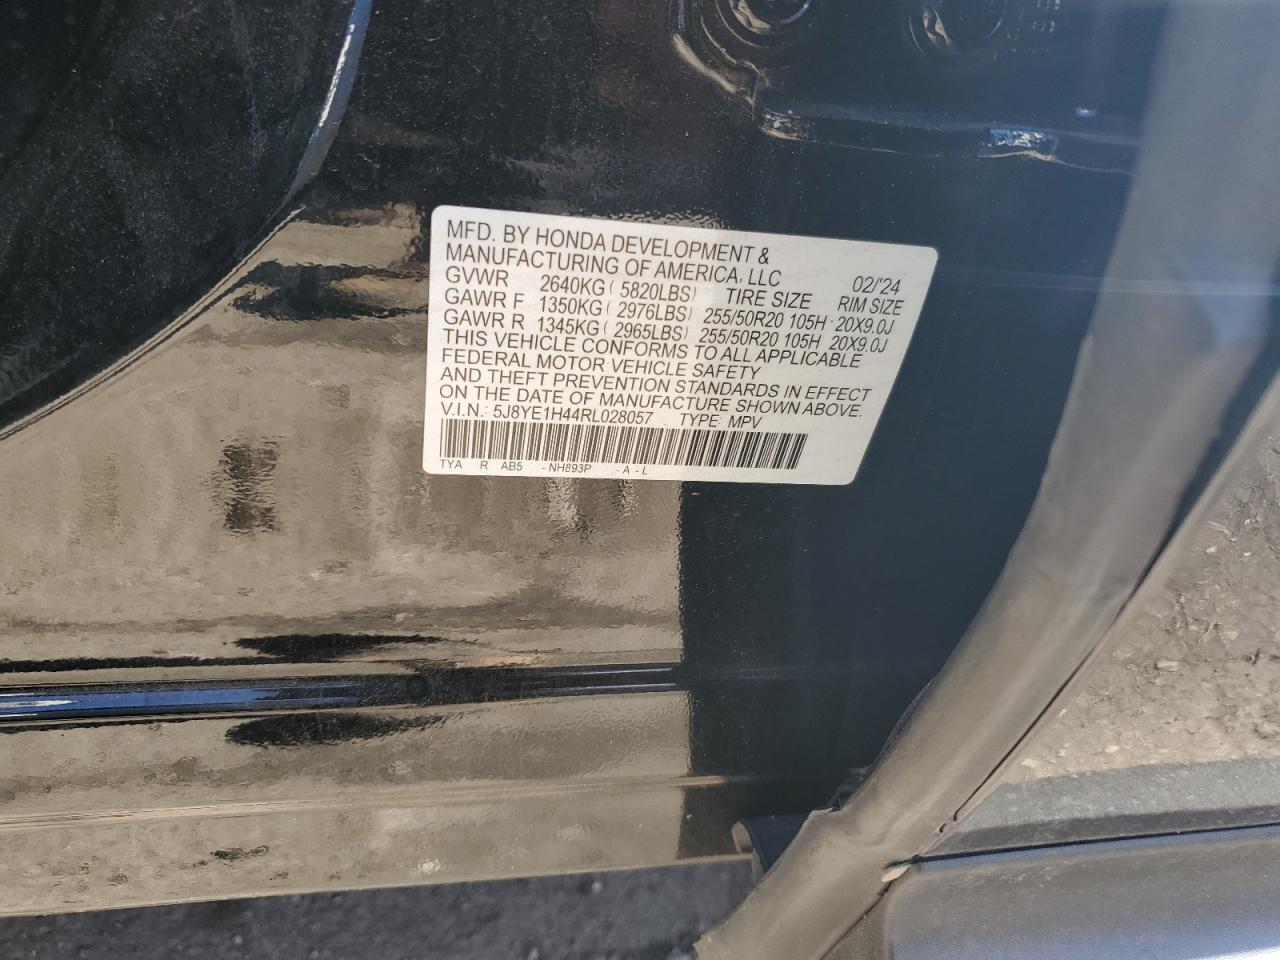 MFD. BY HONDA DEVELOPMENT &
MANUFACTURING OF AMERICA, LLC 02/'24
GVWR 2640KG ( 5820LBS) TIRE SIZE RIM SIZE
GAWR F 1350KG ( 2976LBS) 255/50R20 105H 20X9.0J
GAWR R 1345KG ( 2965LBS) 255/50R20 105H 20X9.0J
THIS VEHICLE CONFORMS TO ALL APPLICABLE
FEDERAL MOTOR VEHICLE SAFETY
AND THEFT PREVENTION STANDARDS IN EFFECT
ON THE DATE OF MANUFACTURE SHOWN ABOVE.
V.I.N.: 5J8YE1H44RL028057 TYPE: MPV
TYA R AB5 -NH893P -A-L